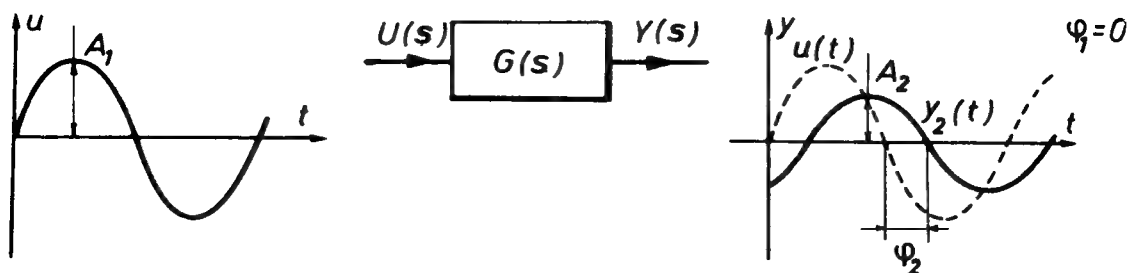 u
A₁
t
U(s)
G(s)
Y(s)
y
u(t)
A₂
y₂(t)
t
φ₁=0
φ₂